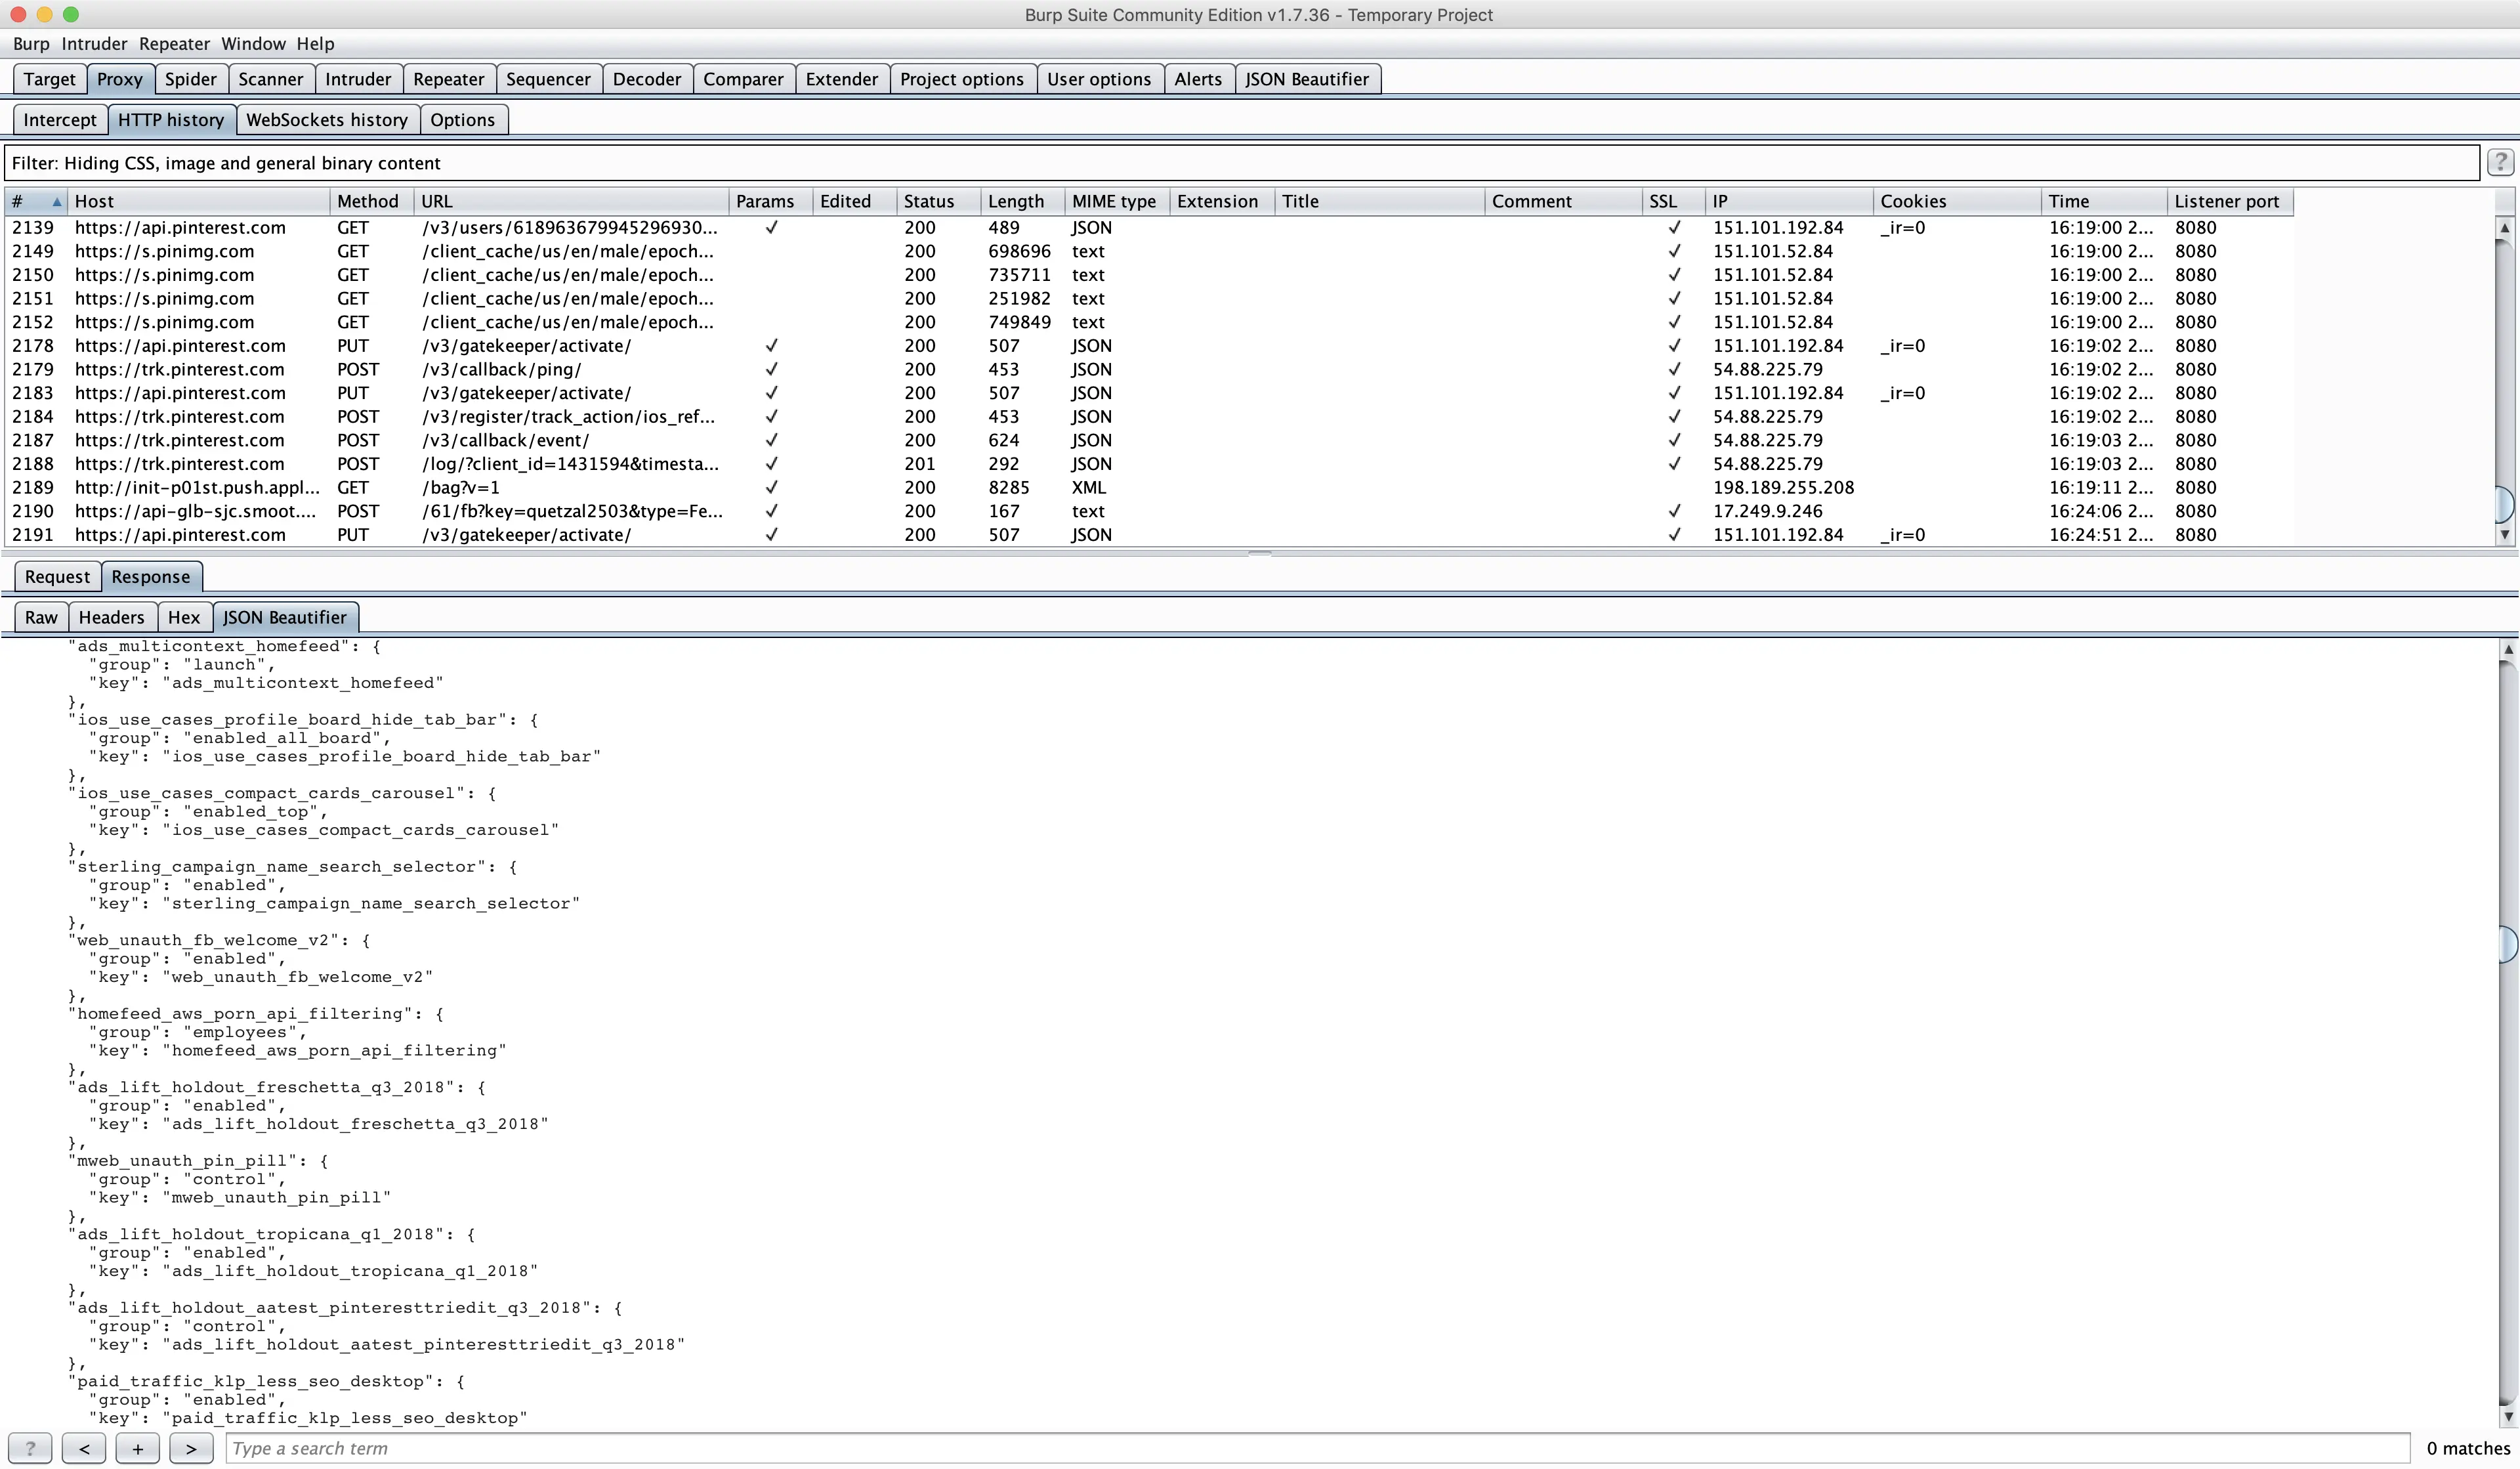 Burp Suite Community Edition v1.7.36 - Temporary Project
Burp Intruder Repeater Window Help
Target Proxy Spider Scanner Intruder Repeater Sequencer Decoder Comparer Extender Project options User options Alerts JSON Beautifier
Intercept HTTP history WebSockets history Options
Filter: Hiding CSS, image and general binary content ?
# Host Method URL Params Edited Status Length MIME type Extension Title Comment SSL IP Cookies Time Listener port
2139 https://api.pinterest.com GET /v3/users/618963679945296930... ✓ 200 489 JSON ✓ 151.101.192.84 _ir=0 16:19:00 2... 8080
2149 https://s.pinimg.com GET /client_cache/us/en/male/epoch... 200 698696 text ✓ 151.101.52.84 16:19:00 2... 8080
2150 https://s.pinimg.com GET /client_cache/us/en/male/epoch... 200 735711 text ✓ 151.101.52.84 16:19:00 2... 8080
2151 https://s.pinimg.com GET /client_cache/us/en/male/epoch... 200 251982 text ✓ 151.101.52.84 16:19:00 2... 8080
2152 https://s.pinimg.com GET /client_cache/us/en/male/epoch... 200 749849 text ✓ 151.101.52.84 16:19:00 2... 8080
2178 https://api.pinterest.com PUT /v3/gatekeeper/activate/ ✓ 200 507 JSON ✓ 151.101.192.84 _ir=0 16:19:02 2... 8080
2179 https://trk.pinterest.com POST /v3/callback/ping/ ✓ 200 453 JSON ✓ 54.88.225.79 16:19:02 2... 8080
2183 https://api.pinterest.com PUT /v3/gatekeeper/activate/ ✓ 200 507 JSON ✓ 151.101.192.84 _ir=0 16:19:02 2... 8080
2184 https://trk.pinterest.com POST /v3/register/track_action/ios_ref... ✓ 200 453 JSON ✓ 54.88.225.79 16:19:02 2... 8080
2187 https://trk.pinterest.com POST /v3/callback/event/ ✓ 200 624 JSON ✓ 54.88.225.79 16:19:03 2... 8080
2188 https://trk.pinterest.com POST /log/?client_id=1431594&timesta... ✓ 201 292 JSON ✓ 54.88.225.79 16:19:03 2... 8080
2189 http://init-p01st.push.appl... GET /bag?v=1 ✓ 200 8285 XML 198.189.255.208 16:19:11 2... 8080
2190 https://api-glb-sjc.smoot.... POST /61/fb?key=quetzal2503&type=Fe... ✓ 200 167 text ✓ 17.249.9.246 16:24:06 2... 8080
2191 https://api.pinterest.com PUT /v3/gatekeeper/activate/ ✓ 200 507 JSON ✓ 151.101.192.84 _ir=0 16:24:51 2... 8080
Request Response
Raw Headers Hex JSON Beautifier
"ads_multicontext_homefeed": {
"group": "launch",
"key": "ads_multicontext_homefeed"
},
"ios_use_cases_profile_board_hide_tab_bar": {
"group": "enabled_all_board",
"key": "ios_use_cases_profile_board_hide_tab_bar"
},
"ios_use_cases_compact_cards_carousel": {
"group": "enabled_top",
"key": "ios_use_cases_compact_cards_carousel"
},
"sterling_campaign_name_search_selector": {
"group": "enabled",
"key": "sterling_campaign_name_search_selector"
},
"web_unauth_fb_welcome_v2": {
"group": "enabled",
"key": "web_unauth_fb_welcome_v2"
},
"homefeed_aws_porn_api_filtering": {
"group": "employees",
"key": "homefeed_aws_porn_api_filtering"
},
"ads_lift_holdout_freschetta_q3_2018": {
"group": "enabled",
"key": "ads_lift_holdout_freschetta_q3_2018"
},
"mweb_unauth_pin_pill": {
"group": "control",
"key": "mweb_unauth_pin_pill"
},
"ads_lift_holdout_tropicana_q1_2018": {
"group": "enabled",
"key": "ads_lift_holdout_tropicana_q1_2018"
},
"ads_lift_holdout_aatest_pinteresttriedit_q3_2018": {
"group": "control",
"key": "ads_lift_holdout_aatest_pinteresttriedit_q3_2018"
},
"paid_traffic_klp_less_seo_desktop": {
"group": "enabled",
"key": "paid_traffic_klp_less_seo_desktop"
? < + > Type a search term 0 matches